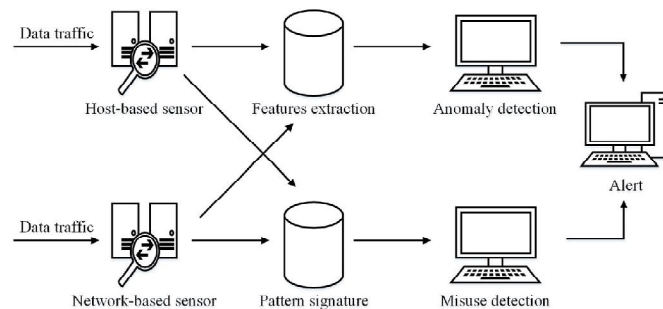 Data traffic
Host-based sensor
Features extraction
Anomaly detection
Alert
Data traffic
Network-based sensor
Pattern signature
Misuse detection